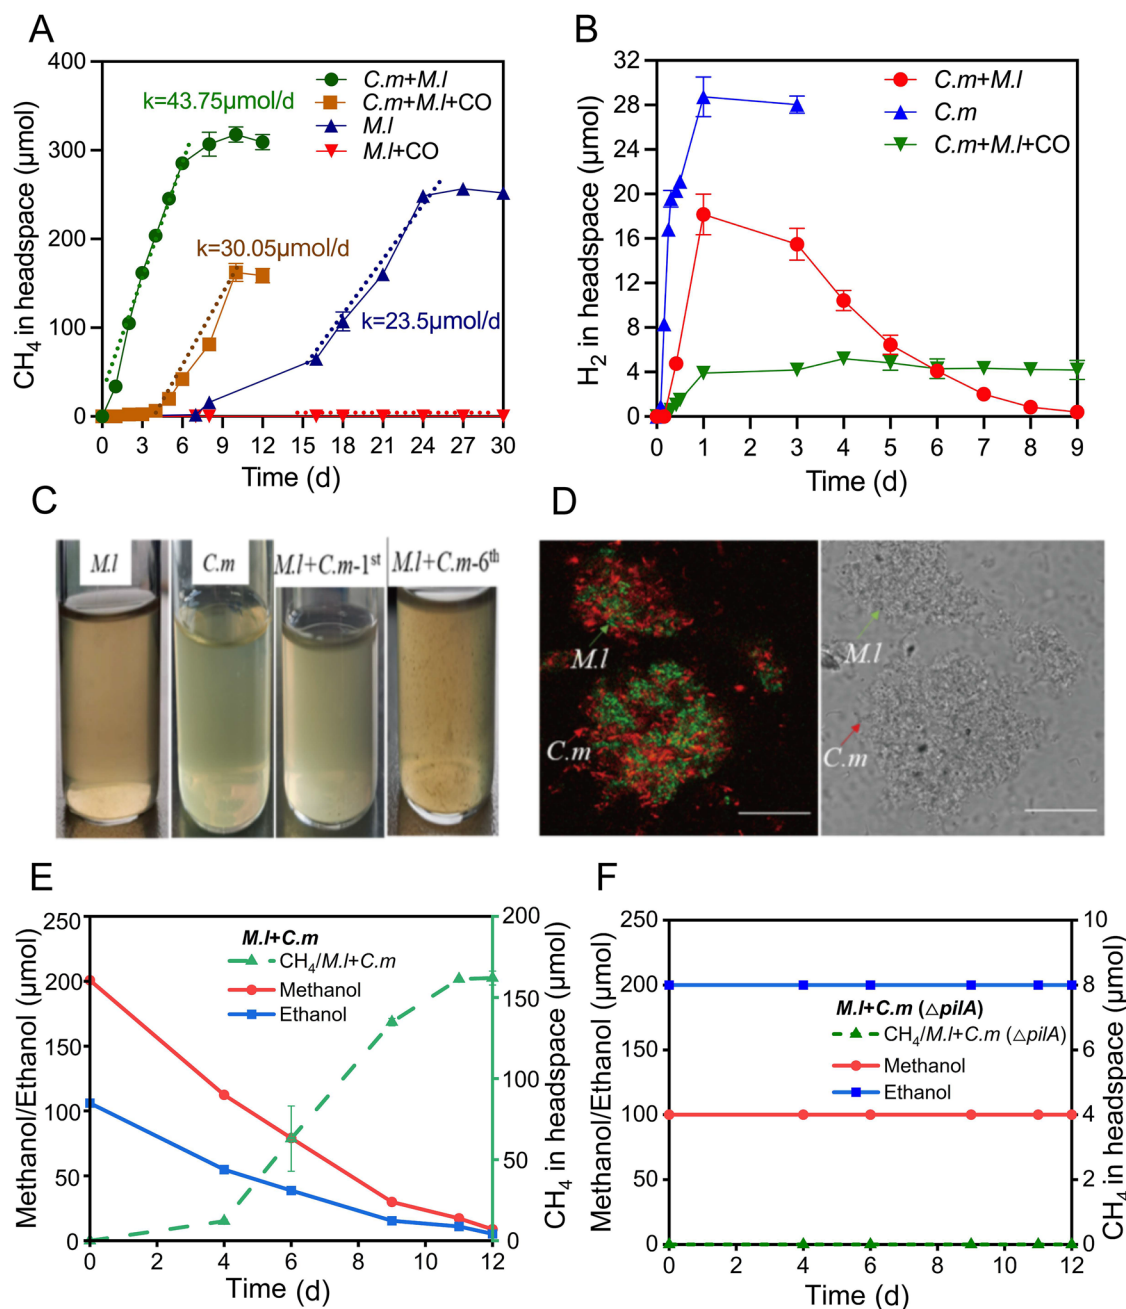 A
CH₄ in headspace (μmol)
400
300
200
100
0
0 3 6 9 12 15 18 21 24 27 30
Time (d)
C.m+M.l
C.m+M.l+CO
M.l
M.l+CO
k=43.75μmol/d
k=30.05μmol/d
k=23.5μmol/d
B
H₂ in headspace (μmol)
32
28
24
20
16
12
8
4
0
0 1 2 3 4 5 6 7 8 9
Time (d)
C.m+M.l
C.m
C.m+M.l+CO
C
M.l
C.m
M.l+C.m-1st
M.l+C.m-6th
D
M.l
C.m
M.l
C.m
E
Methanol/Ethanol (μmol)
250
200
150
100
50
0
0 2 4 6 8 10 12
Time (d)
200
150
100
50
0
CH₄ in headspace (μmol)
M.l+C.m
CH₄/M.l+C.m
Methanol
Ethanol
F
Methanol/Ethanol (μmol)
250
200
150
100
50
0
0 2 4 6 8 10 12
Time (d)
10
8
6
4
2
0
CH₄ in headspace (μmol)
M.l+C.m (△pilA)
CH₄/M.l+C.m (△pilA)
Methanol
Ethanol